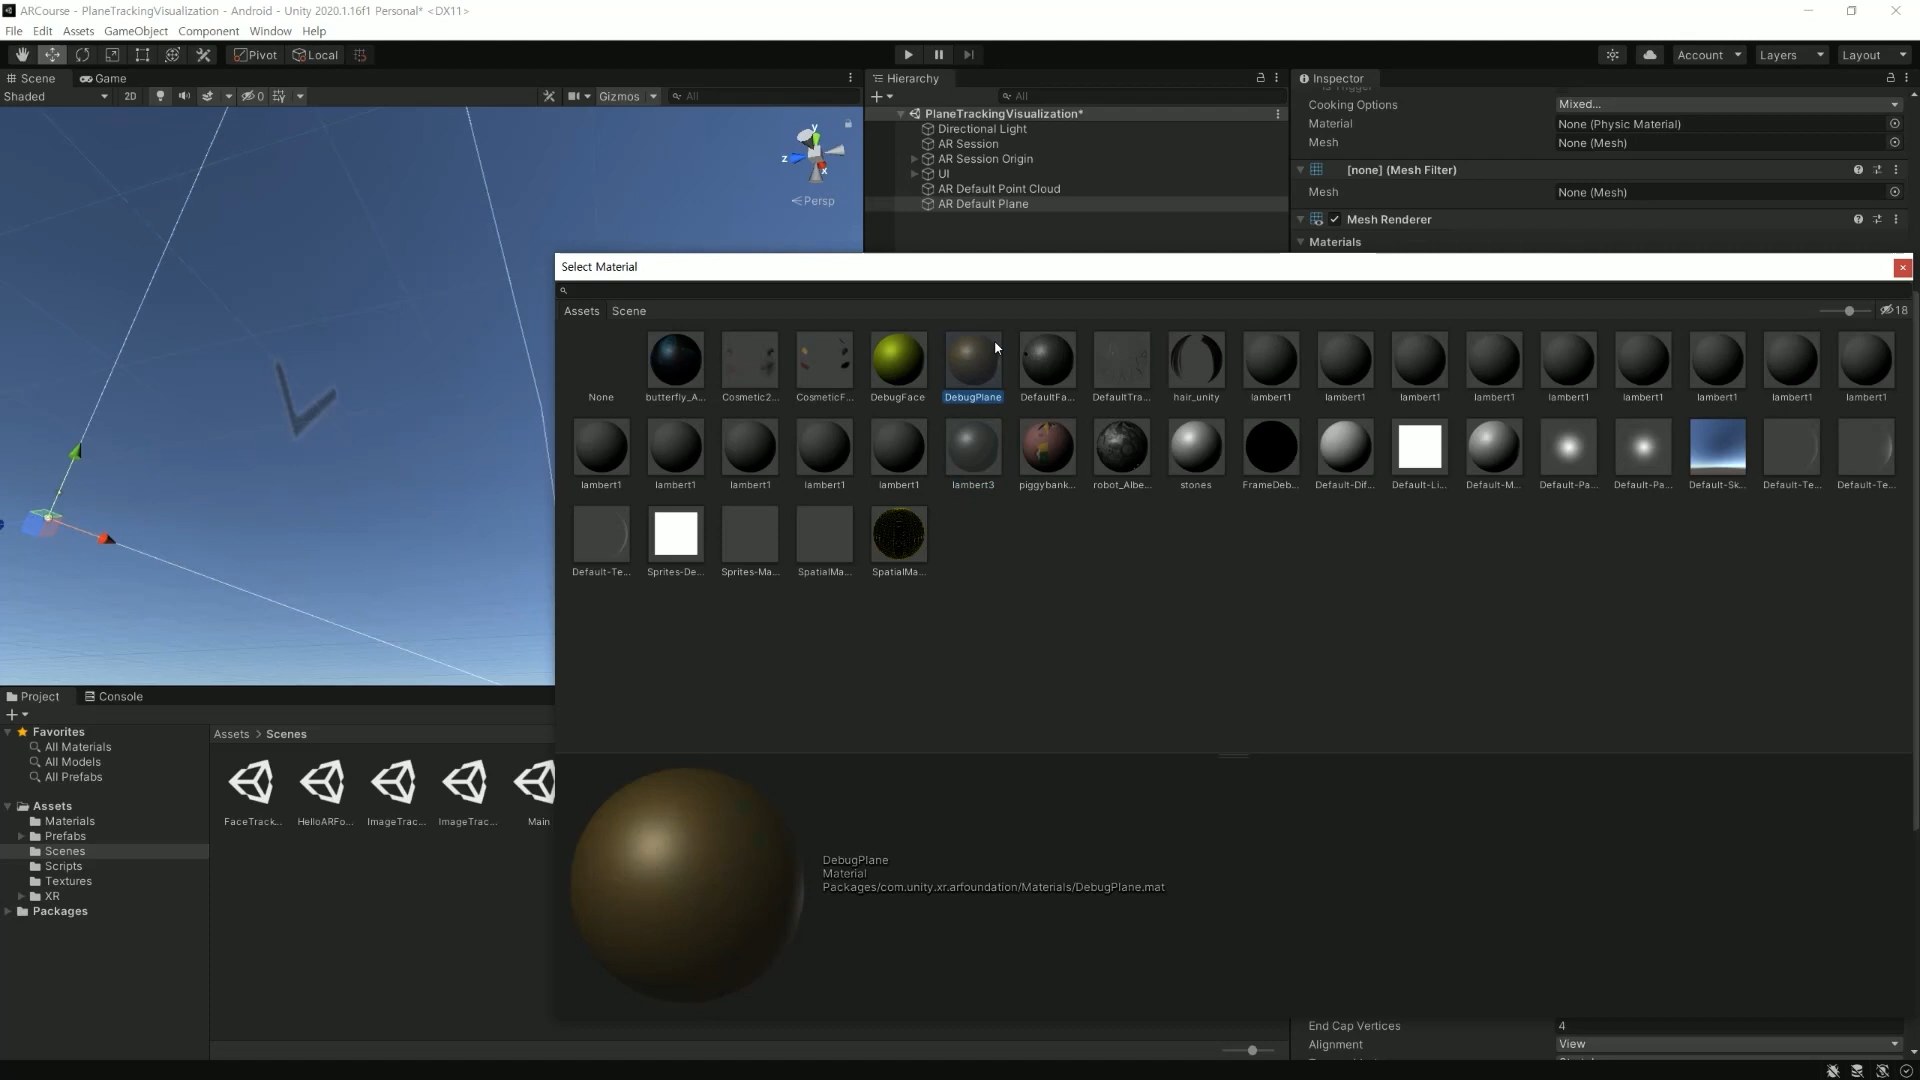 ARCourse - PlaneTrackingVisualization - Android - Unity 2020.1.16f1 Personal* <DX11>
File Edit Assets GameObject Component Window Help
Pivot Local Account Layers Layout
Scene Game
Hierarchy
Inspector
Shaded 2D 0 Gizmos All
All
PlaneTrackingVisualization*
Directional Light
AR Session
AR Session Origin
UI
AR Default Point Cloud
AR Default Plane
y
z
x
Persp
Cooking Options Mixed...
Material None (Physic Material)
Mesh None (Mesh)
[none] (Mesh Filter)
Mesh None (Mesh)
Mesh Renderer
Materials
Select Material
Assets Scene 18
None butterfly_A... Cosmetic2... CosmeticF... DebugFace DebugPlane DefaultFa... DefaultTra... hair_unity lambert1 lambert1 lambert1 lambert1 lambert1 lambert1 lambert1 lambert1 lambert1
lambert1 lambert1 lambert1 lambert1 lambert1 lambert3 piggybank... robot_Albe... stones FrameDeb... Default-Dif... Default-Li... Default-M... Default-Pa... Default-Pa... Default-Sk... Default-Te... Default-Te...
Default-Te... Sprites-De... Sprites-Ma... SpatialMa... SpatialMa...
DebugPlane
Material
Packages/com.unity.xr.arfoundation/Materials/DebugPlane.mat
Project Console
Favorites
All Materials
All Models
All Prefabs
Assets
Materials
Prefabs
Scenes
Scripts
Textures
XR
Packages
Assets > Scenes
FaceTrack... HelloARFo... ImageTrac... ImageTrac... Main
End Cap Vertices 4
Alignment View